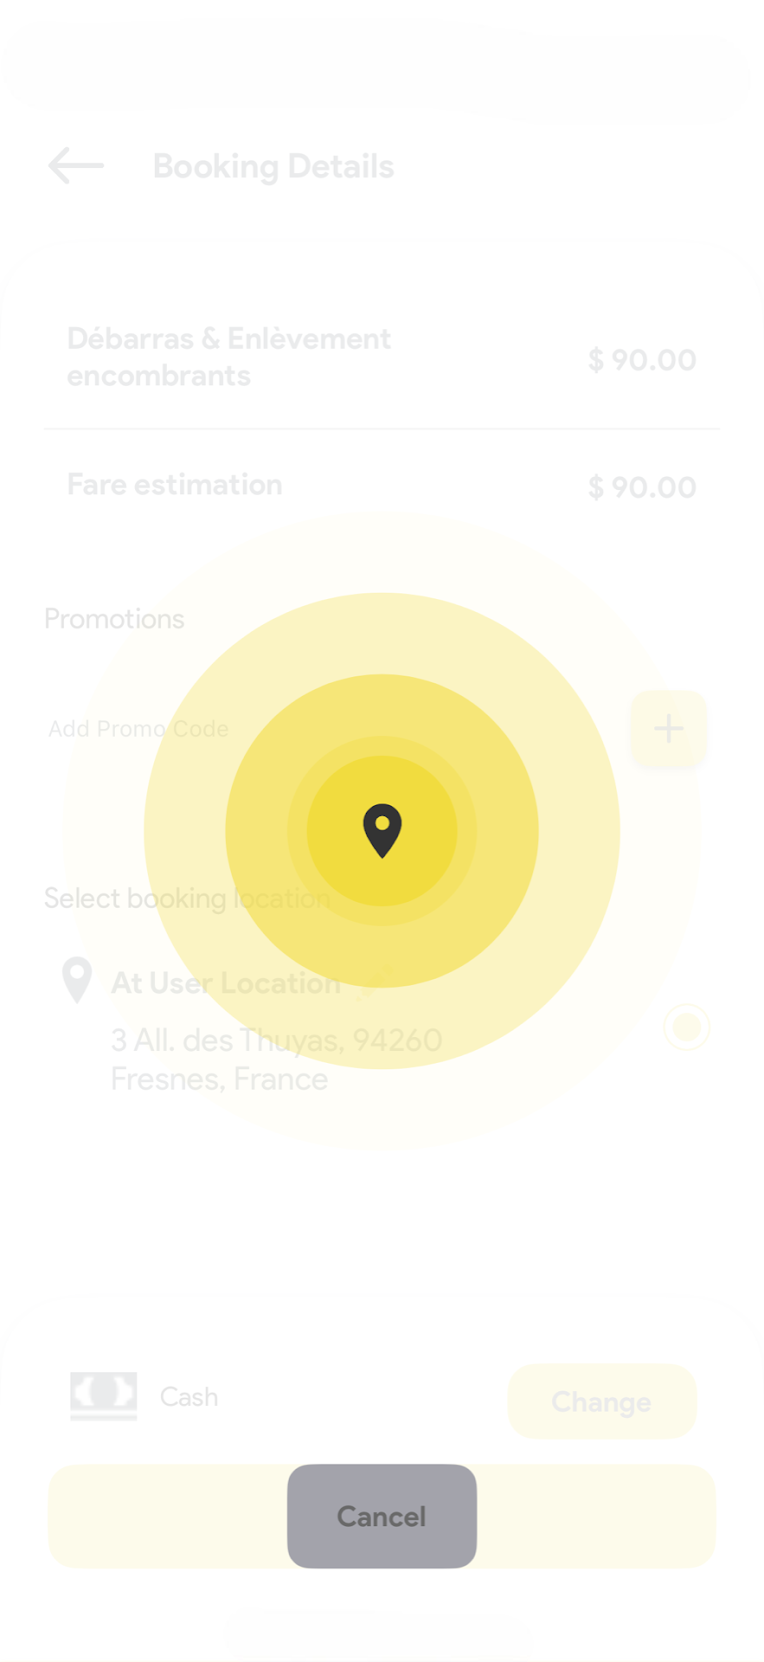 Booking Details
Débarras & Enlèvement
encombrants
$ 90.00
Fare estimation
$ 90.00
Promotions
Add Promo Code
Select booking location
At User Location
3 All. des Thuyas, 94260
Fresnes, France
Cash
Change
Cancel